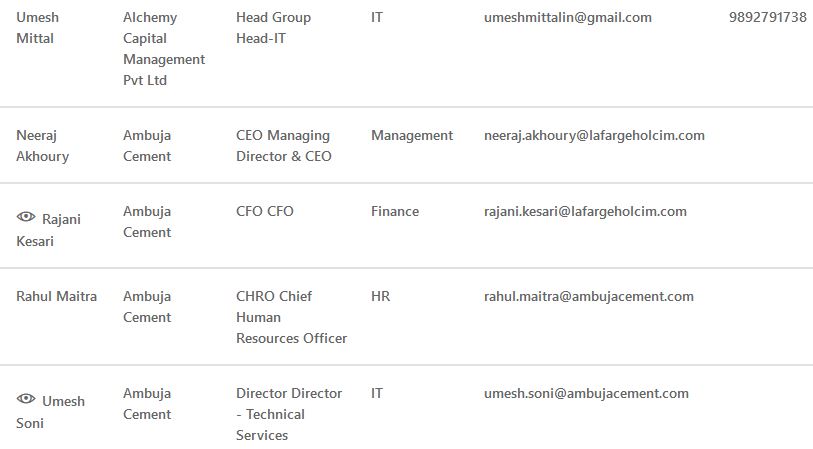 Umesh Mittal Alchemy Capital Management Pvt Ltd Head Group Head-IT IT umeshmittalin@gmail.com 9892791738
Neeraj Akhoury Ambuja Cement CEO Managing Director & CEO Management neeraj.akhoury@lafargeholcim.com
Rajani Kesari Ambuja Cement CFO CFO Finance rajani.kesari@lafargeholcim.com
Rahul Maitra Ambuja Cement CHRO Chief Human Resources Officer HR rahul.maitra@ambujacement.com
Umesh Soni Ambuja Cement Director Director - Technical Services IT umesh.soni@ambujacement.com